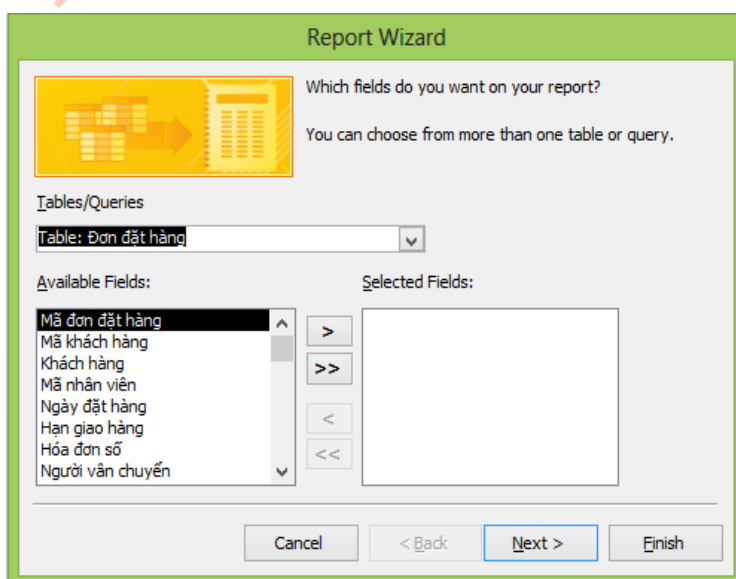 Report Wizard
Which fields do you want on your report?
You can choose from more than one table or query.
Tables/Queries
Table: Đơn đặt hàng
Available Fields:
Selected Fields:
Mã đơn đặt hàng
Mã khách hàng
Khách hàng
Mã nhân viên
Ngày đặt hàng
Hạn giao hàng
Hóa đơn số
Người vân chuyển
>
>>
<
<<
Cancel
< Back
Next >
Finish